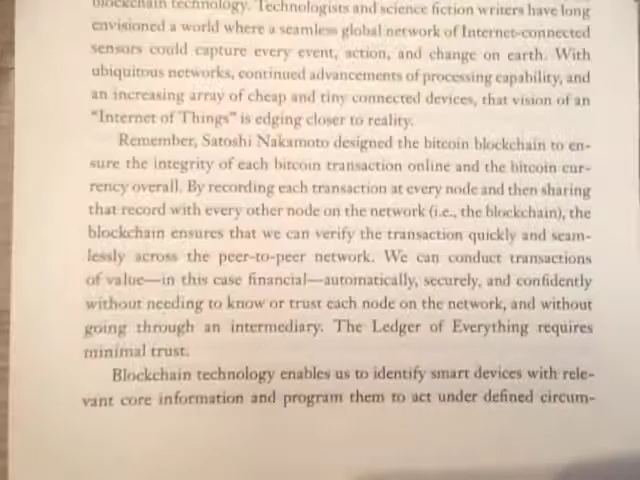 blockchain technology. Technologists and science fiction writers have long
envisioned a world where a seamless global network of Internet-connected
sensors could capture every event, action, and change on earth. With
ubiquitous networks, continued advancements of processing capability, and
an increasing array of cheap and tiny connected devices, that vision of an
“Internet of Things” is edging closer to reality.
Remember, Satoshi Nakamoto designed the bitcoin blockchain to en-
sure the integrity of each bitcoin transaction online and the bitcoin cur-
rency overall. By recording each transaction at every node and then sharing
that record with every other node on the network (i.e., the blockchain), the
blockchain ensures that we can verify the transaction quickly and seam-
lessly across the peer-to-peer network. We can conduct transactions
of value—in this case financial—automatically, securely, and confidently
without needing to know or trust each node on the network, and without
going through an intermediary. The Ledger of Everything requires
minimal trust.
Blockchain technology enables us to identify smart devices with rele-
vant core information and program them to act under defined circum-